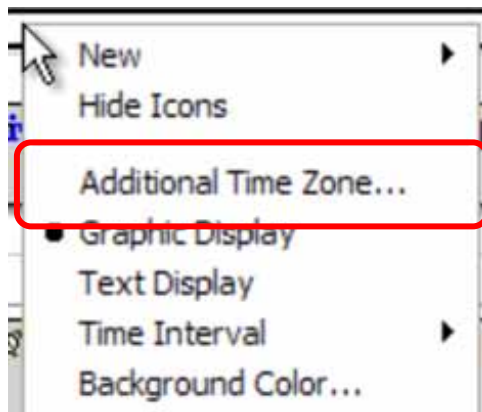 New
Hide Icons
Additional Time Zone...
Graphic Display
Text Display
Time Interval
Background Color...